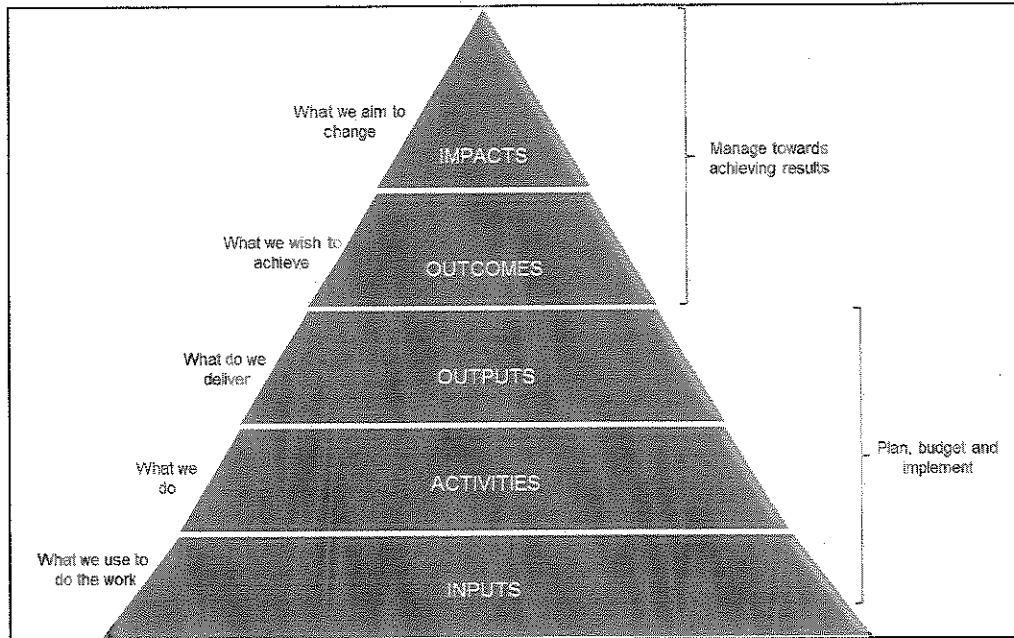 What we aim to
change
IMPACTS
Manage towards
achieving results
What we wish to
achieve
OUTCOMES
What do we
deliver
OUTPUTS
Plan, budget and
implement
What we
do
ACTIVITIES
What we use to
do the work
INPUTS